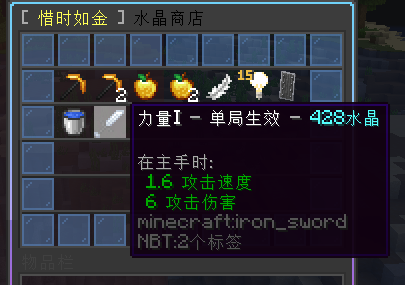 [ 惜时如金 ] 水晶商店
2
2
15
力量I - 单局生效 - 428水晶
在主手时:
1.6 攻击速度
6 攻击伤害
minecraft:iron_sword
NBT:2个标签
物品栏